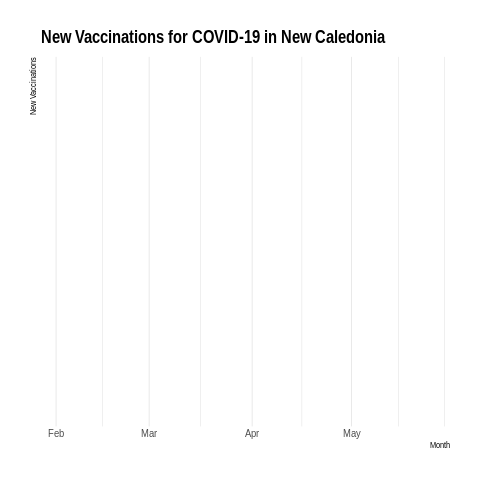 New Vaccinations for COVID-19 in New Caledonia
New Vaccinations
Feb Mar Apr May
Month